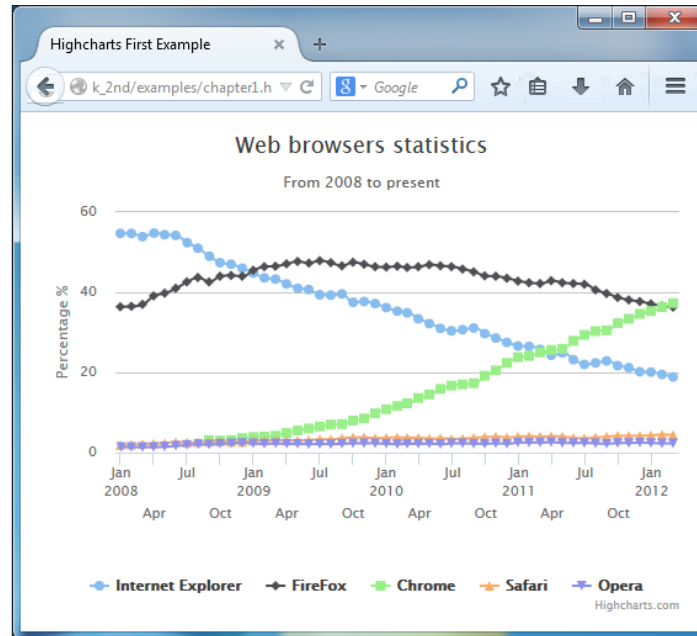 Highcharts First Example
k_2nd/examples/chapter1.h
Google
Web browsers statistics
From 2008 to present
Percentage %
60
40
20
0
Jan 2008 Apr Jul Oct Jan 2009 Apr Jul Oct Jan 2010 Apr Jul Oct Jan 2011 Apr Jul Oct Jan 2012
Internet Explorer FireFox Chrome Safari Opera
Highcharts.com